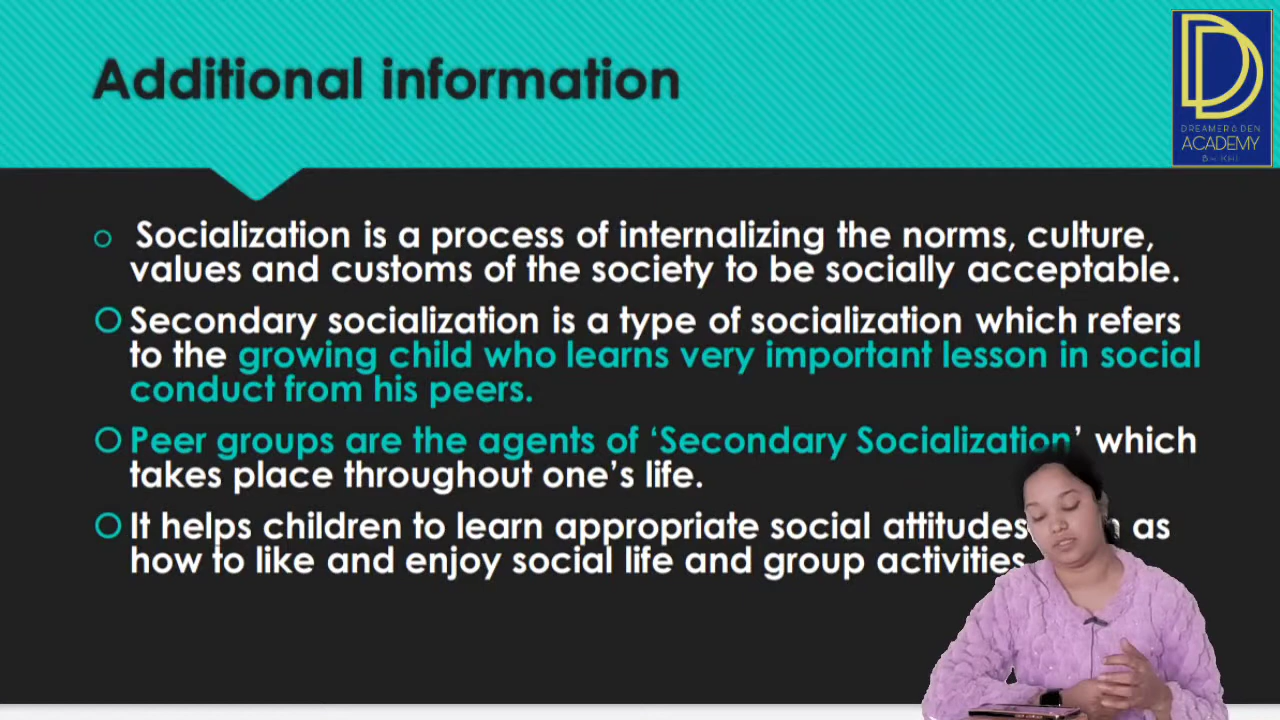 Additional information
DREAMER DEN
ACADEMY
Socialization is a process of internalizing the norms, culture,
values and customs of the society to be socially acceptable.
Secondary socialization is a type of socialization which refers
to the growing child who learns very important lesson in social
conduct from his peers.
Peer groups are the agents of ‘Secondary Socialization’ which
takes place throughout one’s life.
It helps children to learn appropriate social attitudes as
how to like and enjoy social life and group activities